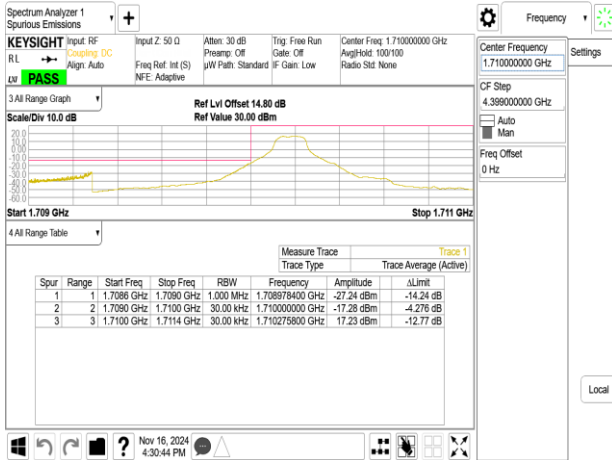 Spectrum Analyzer 1
Spurious Emissions
Frequency
KEYSIGHT Input: RF
RL
Coupling: DC
Align: Auto
LXI PASS
Input Z: 50 Ω
Freq Ref: Int (S)
NFE: Adaptive
Atten: 30 dB
Preamp: Off
µW Path: Standard
Trig: Free Run
Gate: Off
IF Gain: Low
Center Freq: 1.710000000 GHz
Avg|Hold: 100/100
Radio Std: None
Center Frequency
1.710000000 GHz
Settings
CF Step
4.399000000 GHz
Auto
Man
Freq Offset
0 Hz
Local
3 All Range Graph
Scale/Div 10.0 dB
Ref Lvl Offset 14.80 dB
Ref Value 30.00 dBm
20.0
10.0
0.00
-10.0
-20.0
-30.0
-40.0
-50.0
-60.0
Start 1.709 GHz
Stop 1.711 GHz
4 All Range Table
Measure Trace Trace 1
Trace Type Trace Average (Active)
Spur Range Start Freq Stop Freq RBW Frequency Amplitude ΔLimit
1 1 1.7086 GHz 1.7090 GHz 1.000 MHz 1.708978400 GHz -27.24 dBm -14.24 dB
2 2 1.7090 GHz 1.7100 GHz 30.00 kHz 1.710000000 GHz -17.28 dBm -4.276 dB
3 3 1.7100 GHz 1.7114 GHz 30.00 kHz 1.710275800 GHz 17.23 dBm -12.77 dB
?
Nov 16, 2024
4:30:44 PM